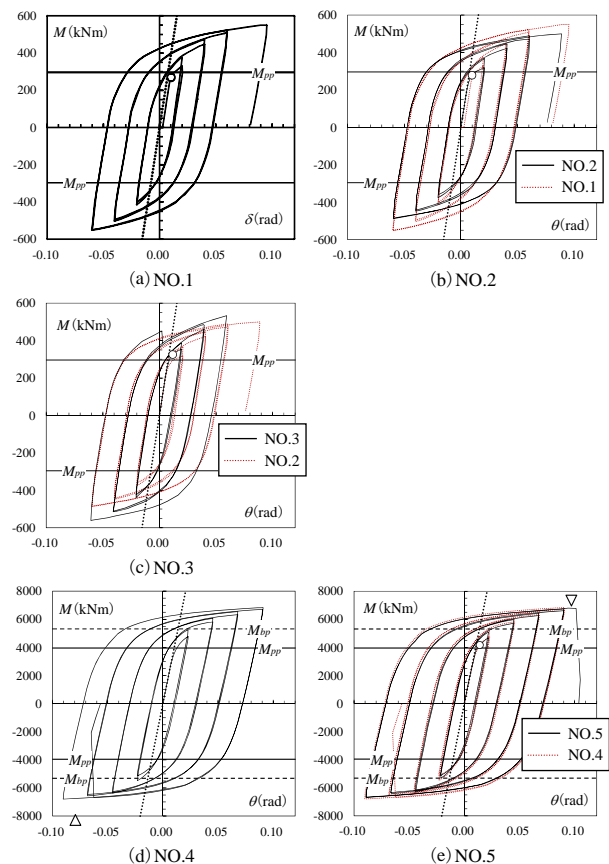 600
M(kNm)
400
Mpp
200
0
-200
Mpp
-400
δ(rad)
-600
-0.10 -0.05 0.00 0.05 0.10
(a) NO.1
600
M(kNm)
400
Mpp
200
0
NO.2
NO.1
-200
Mpp
-400
θ(rad)
-600
-0.10 -0.05 0.00 0.05 0.10
(b) NO.2
600
M(kNm)
400
Mpp
200
0
NO.3
NO.2
-200
Mpp
-400
θ(rad)
-600
-0.10 -0.05 0.00 0.05 0.10
(c) NO.3
8000
M(kNm)
6000
Mbp
4000
Mpp
2000
0
-2000
-4000
Mpp
Mbp
-6000
θ(rad)
-8000
-0.10 -0.05 0.00 0.05 0.10
(d) NO.4
8000
M(kNm)
6000
Mbp
4000
Mpp
2000
0
-2000
NO.5
NO.4
-4000
Mpp
Mbp
-6000
θ(rad)
-8000
-0.10 -0.05 0.00 0.05 0.10
(e) NO.5